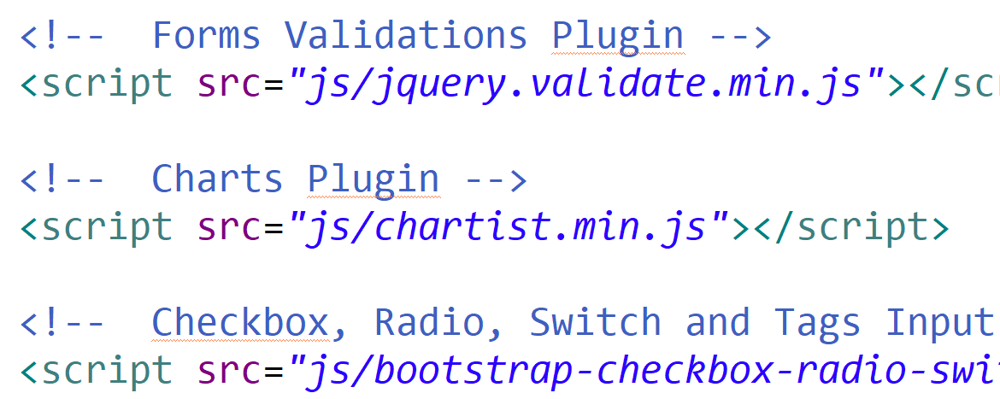 <!--  Forms Validations Plugin -->
<script src="js/jquery.validate.min.js"></scr
<!--  Charts Plugin -->
<script src="js/chartist.min.js"></script>
<!--  Checkbox, Radio, Switch and Tags Input
<script src="js/bootstrap-checkbox-radio-swi